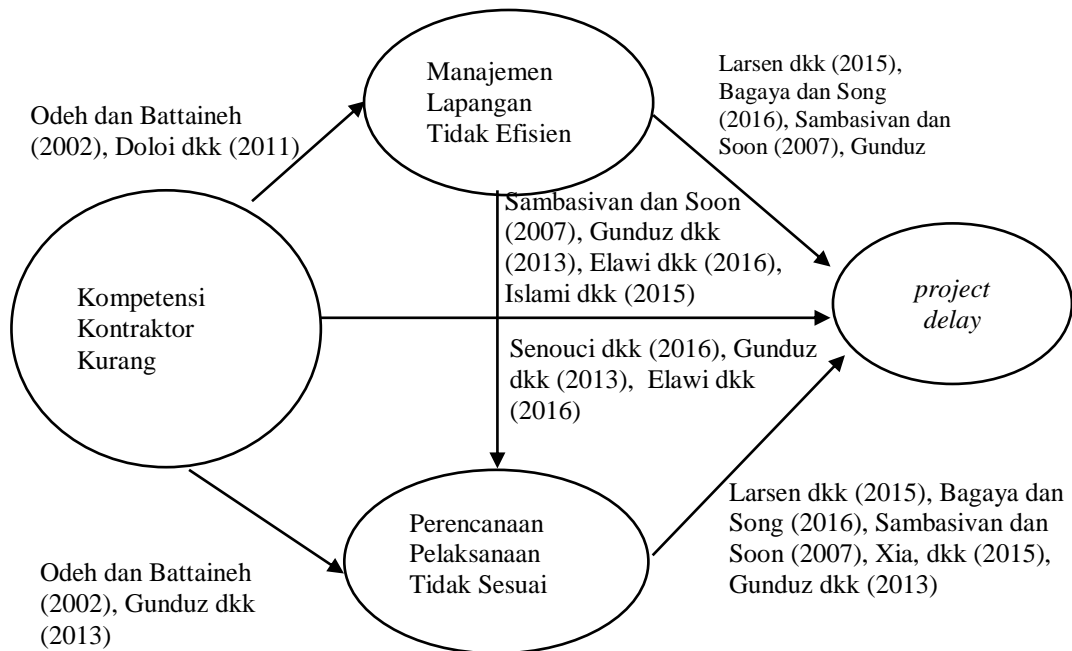 Manajemen
Lapangan
Tidak Efisien
Larsen dkk (2015),
Bagaya dan Song
(2016), Sambasivan dan
Soon (2007), Gunduz
Odeh dan Battaineh
(2002), Doloi dkk (2011)
Sambasivan dan Soon
(2007), Gunduz dkk
(2013), Elawi dkk (2016),
Islami dkk (2015)
Kompetensi
Kontraktor
Kurang
project
delay
Senouci dkk (2016), Gunduz
dkk (2013), Elawi dkk
(2016)
Perencanaan
Pelaksanaan
Tidak Sesuai
Larsen dkk (2015), Bagaya dan
Song (2016), Sambasivan dan
Soon (2007), Xia, dkk (2015),
Gunduz dkk (2013)
Odeh dan Battaineh
(2002), Gunduz dkk
(2013)